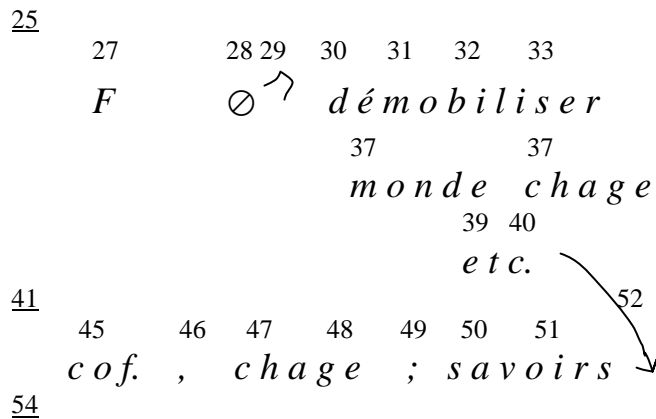 25
27 28 29 30 31 32 33
F ⊘ démobiliser
37 37
monde chage
39 40
etc.
41 52
45 46 47 48 49 50 51
cof. , chage ; savoirs
54